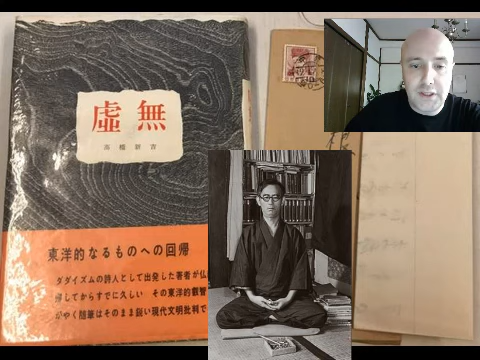 虛無
高橋新吉
東洋的なるものへの回帰
ダダイズムの詩人として出発した著者が仏
帰してからすでに久しい その東洋的叡智
がやく随筆はそのまま鋭い現代文明批判で